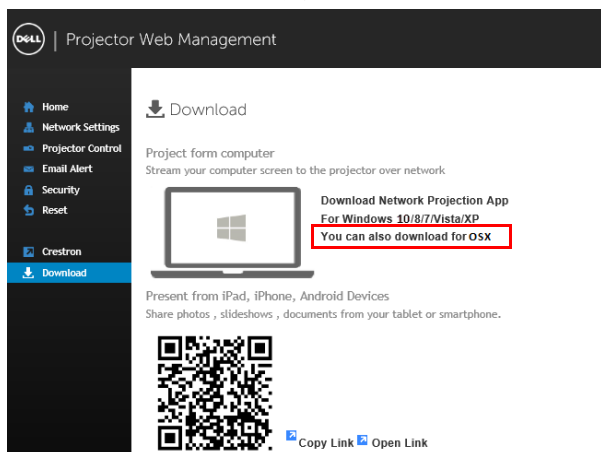 DELL | Projector Web Management
Home
Network Settings
Projector Control
Email Alert
Security
Reset
Crestron
Download
Download
Project form computer
Stream your computer screen to the projector over network
Download Network Projection App
For Windows 10/8/7/Vista/XP
You can also download for OSX
Present from iPad, iPhone, Android Devices
Share photos , slideshows , documents from your tablet or smartphone.
Copy Link Open Link